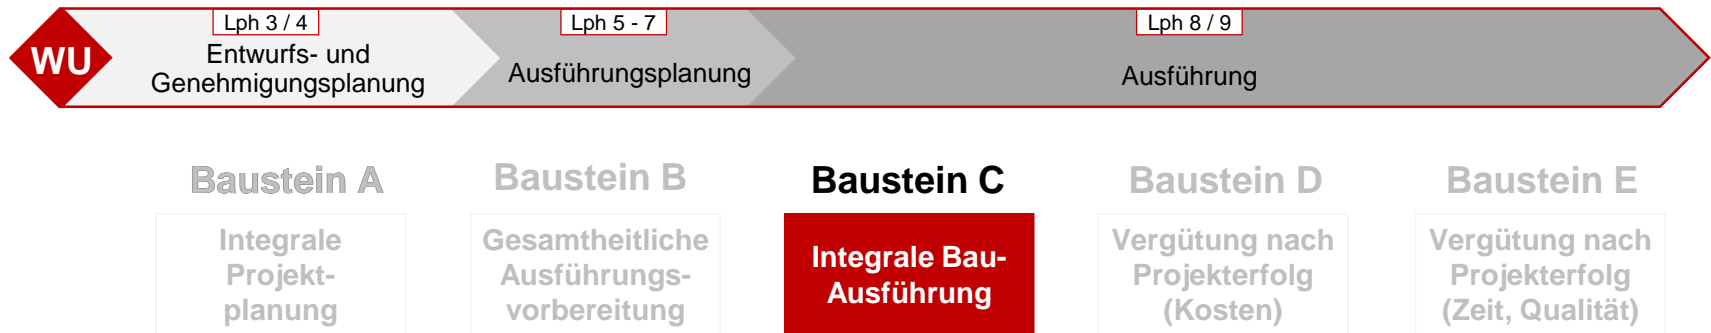 WU
Lph 3 / 4
Entwurfs- und
Genehmigungsplanung
Lph 5 - 7
Ausführungsplanung
Lph 8 / 9
Ausführung
Baustein A
Integrale
Projekt-
planung
Baustein B
Gesamtheitliche
Ausführungs-
vorbereitung
Baustein C
Integrale Bau-
Ausführung
Baustein D
Vergütung nach
Projekterfolg
(Kosten)
Baustein E
Vergütung nach
Projekterfolg
(Zeit, Qualität)